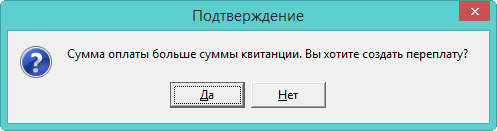 Подтверждение
Сумма оплаты больше суммы квитанции. Вы хотите создать переплату?
Да
Нет